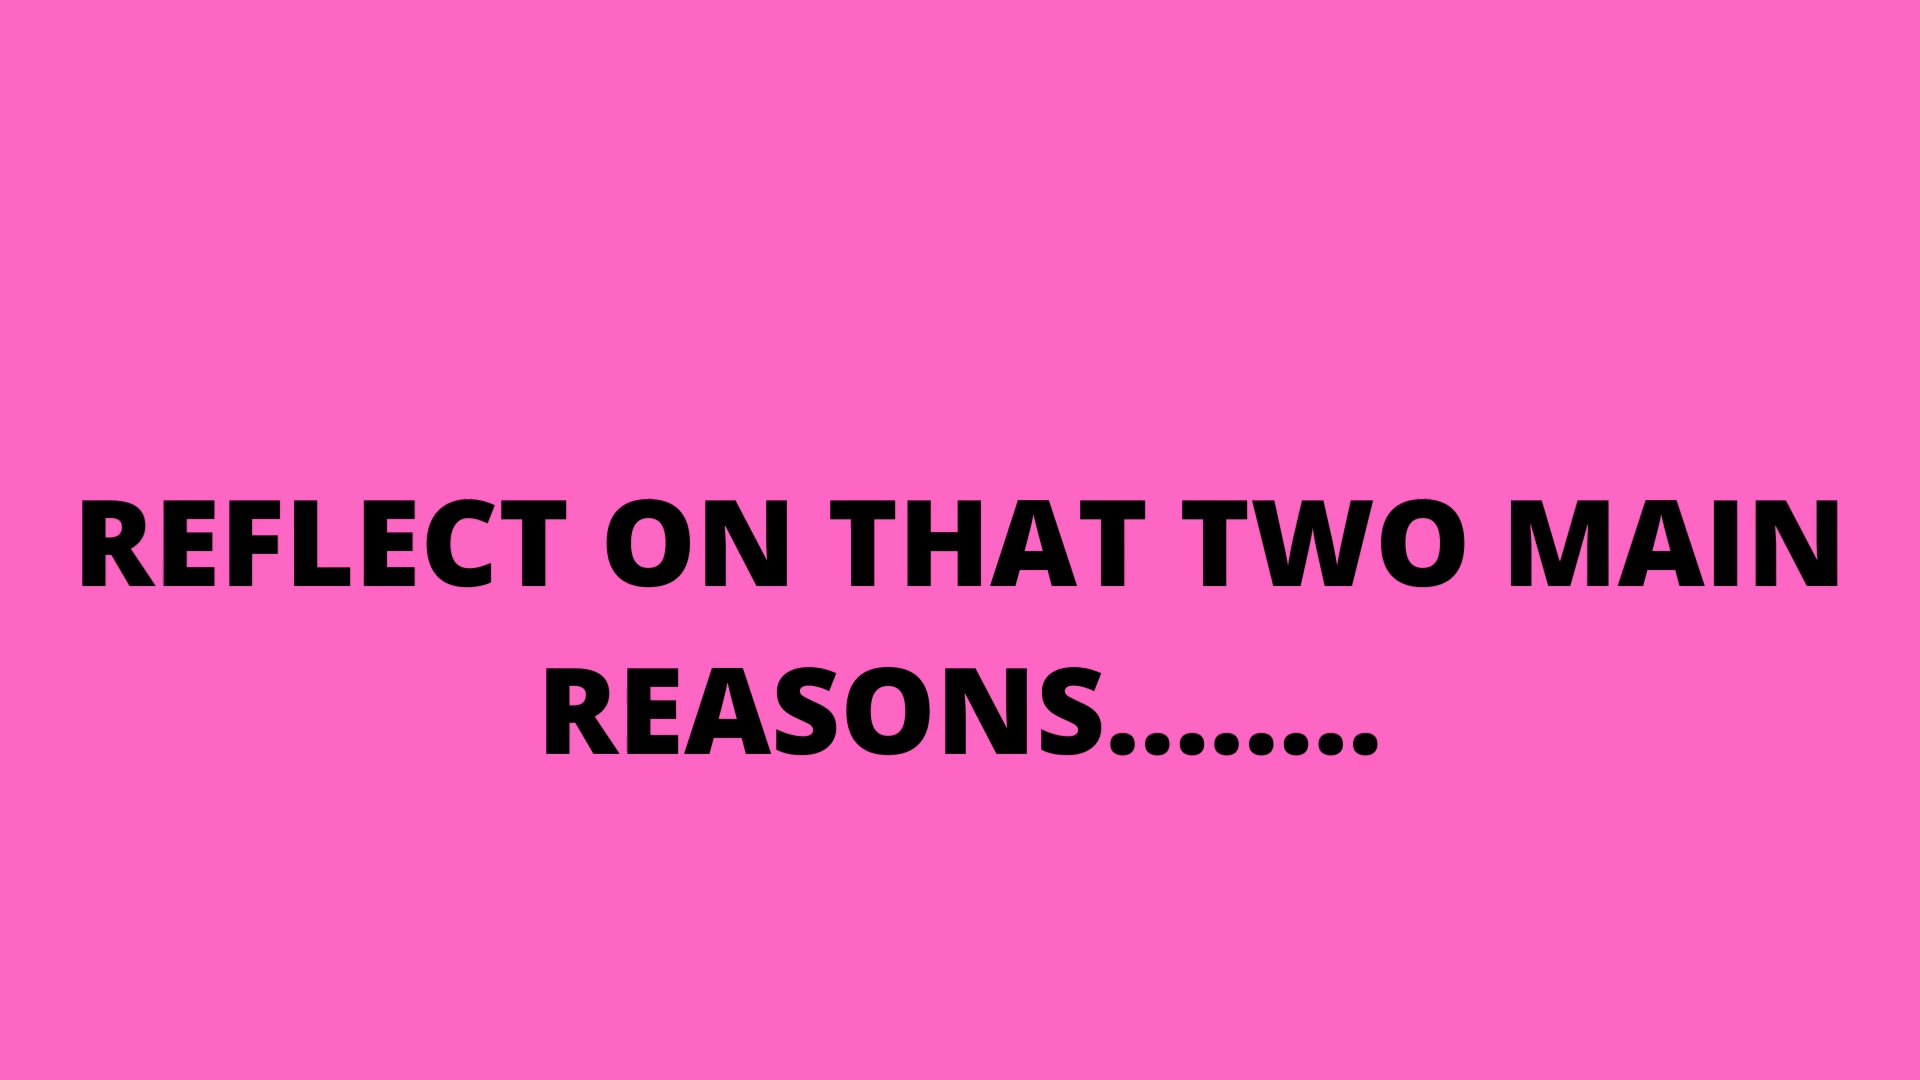 REFLECT ON THAT TWO MAIN
REASONS........